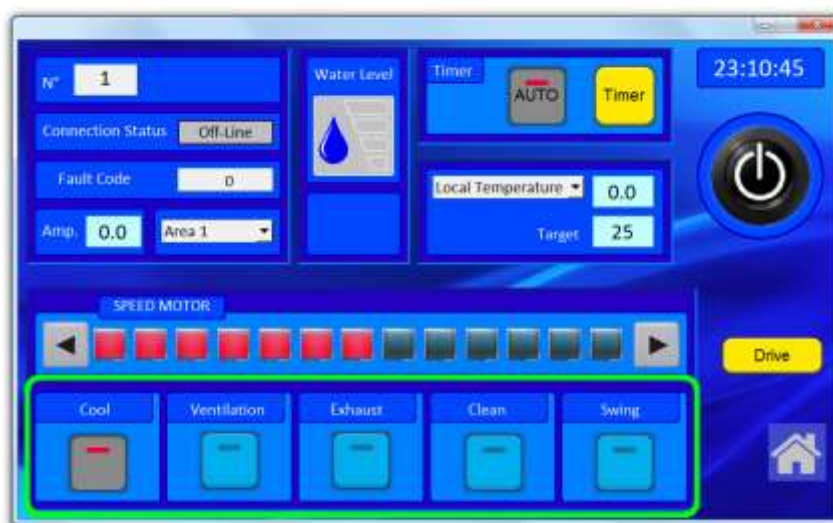 N° 1
Connection Status Off-Line
Fault Code 0
Amp. 0.0 Area 1
Water Level
Timer
AUTO Timer
Local Temperature 0.0
Target 25
23:10:45
SPEED MOTOR
Drive
Cool Ventilation Exhaust Clean Swing